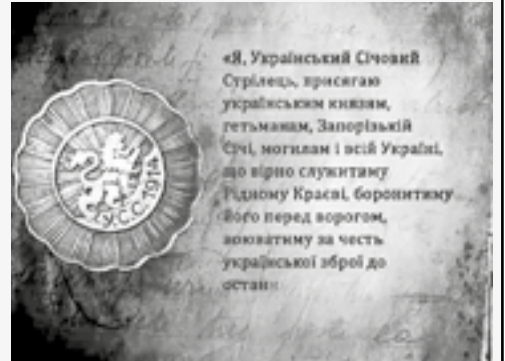 «Я, Український Січовий
Стрілець, присягаю
українським князям,
гетьманам, Запорізькій
Січі, могилам і всій Україні,
що вірно служитиму
Рідному Краєві, боронитиму
його перед ворогом,
воюватиму за честь
української зброї до
остан
У.С.С. 1914